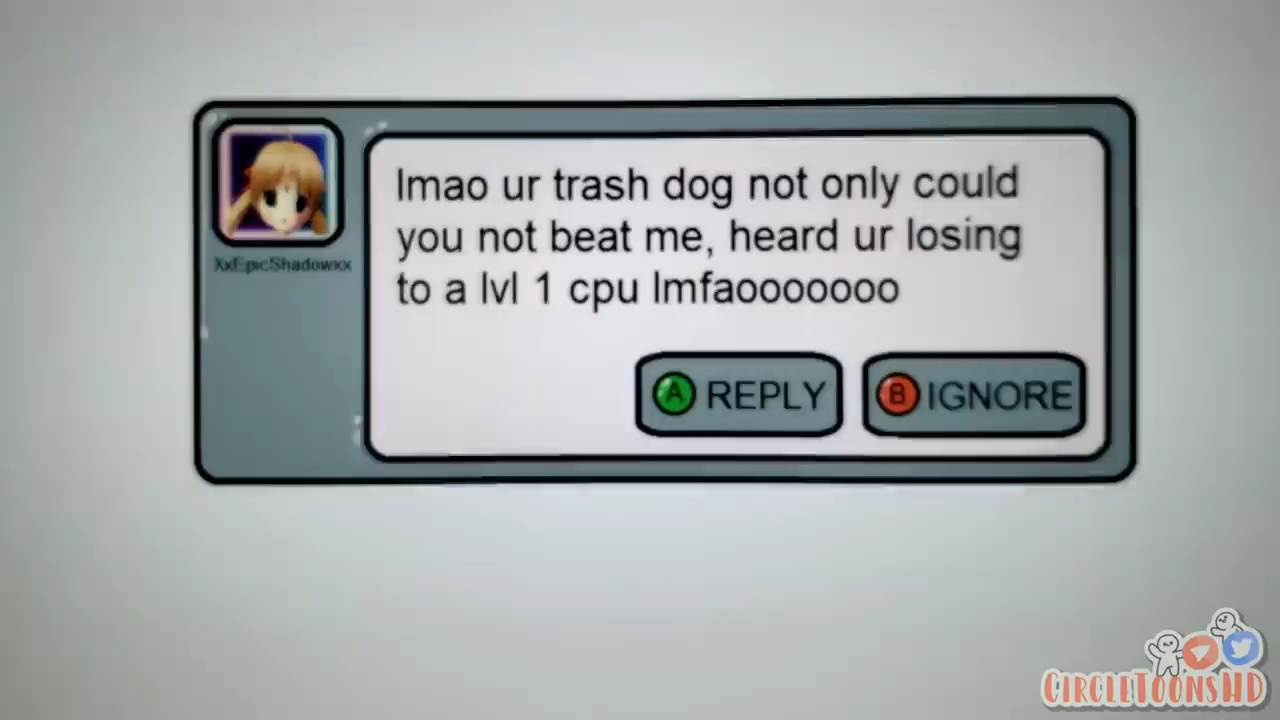 lmao ur trash dog not only could
you not beat me, heard ur losing
to a lvl 1 cpu lmfaooooooo
XxEpicShadowxx
A REPLY
B IGNORE
CIRCLETOONSHD